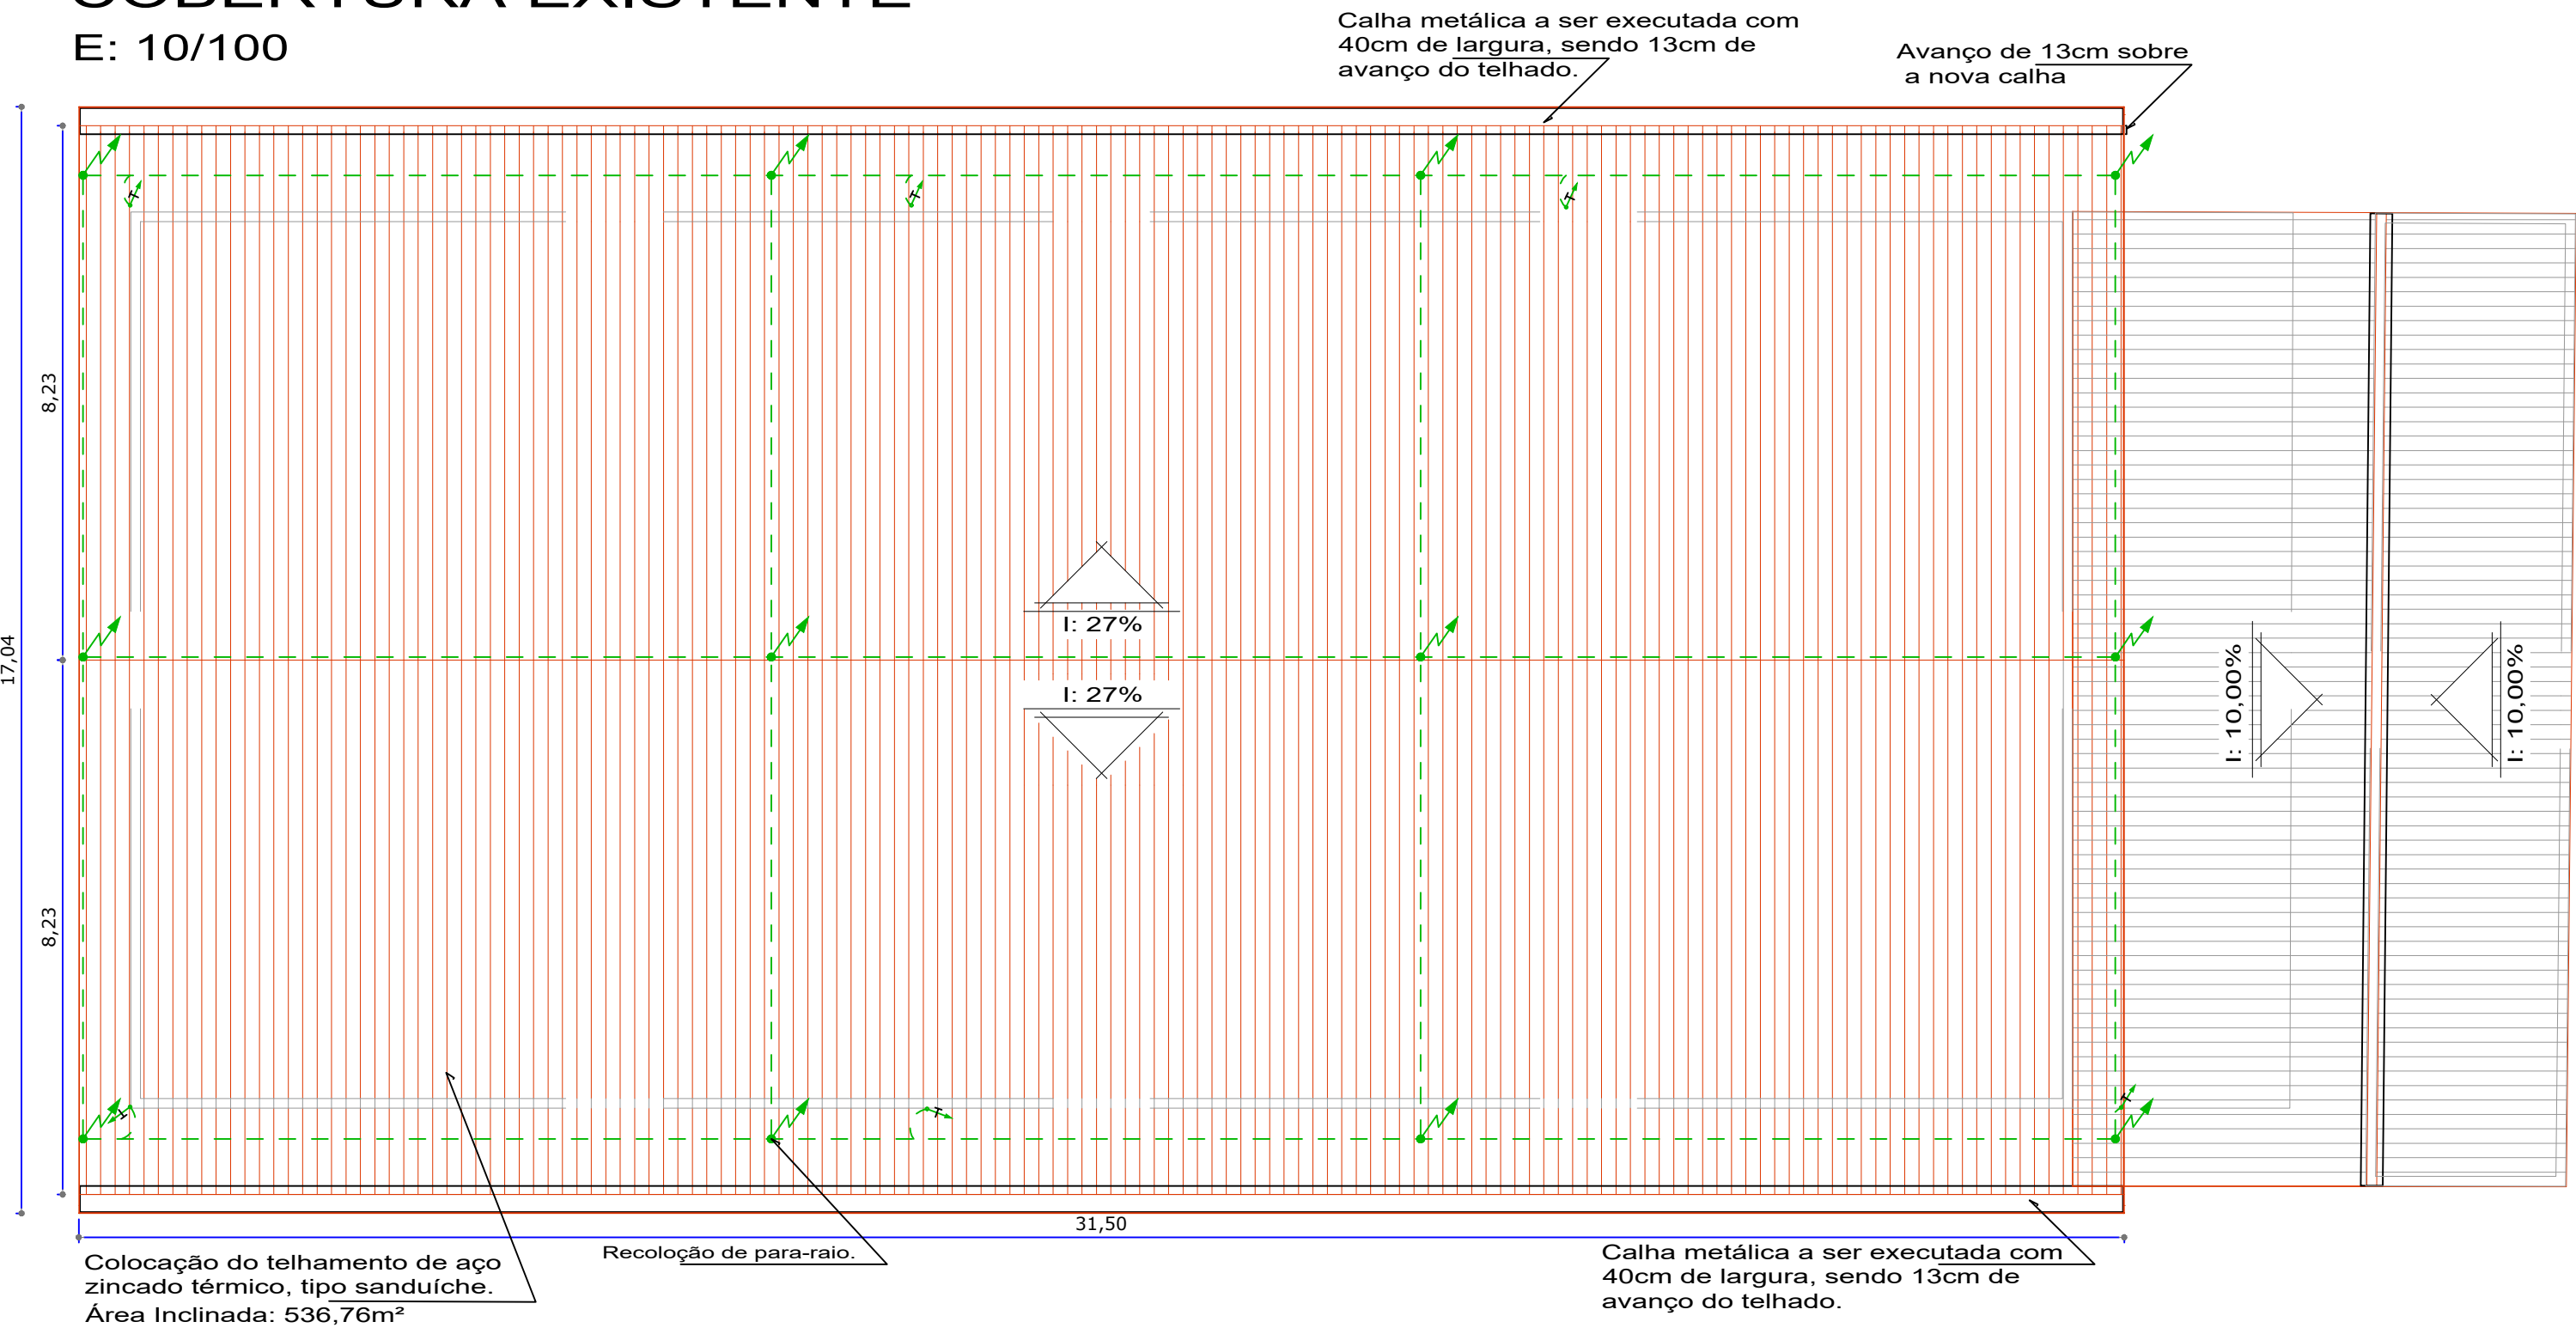 COBERTURA EXISTENTE
E: 10/100
Calha metálica a ser executada com
40cm de largura, sendo 13cm de
avanço do telhado.
Avanço de 13cm sobre
a nova calha
8,23
17,04
8,23
I: 27%
I: 27%
I: 10,00%
I: 10,00%
31,50
Colocação do telhamento de aço
zincado térmico, tipo sanduíche.
Área Inclinada: 536,76m²
Recoloção de para-raio.
Calha metálica a ser executada com
40cm de largura, sendo 13cm de
avanço do telhado.